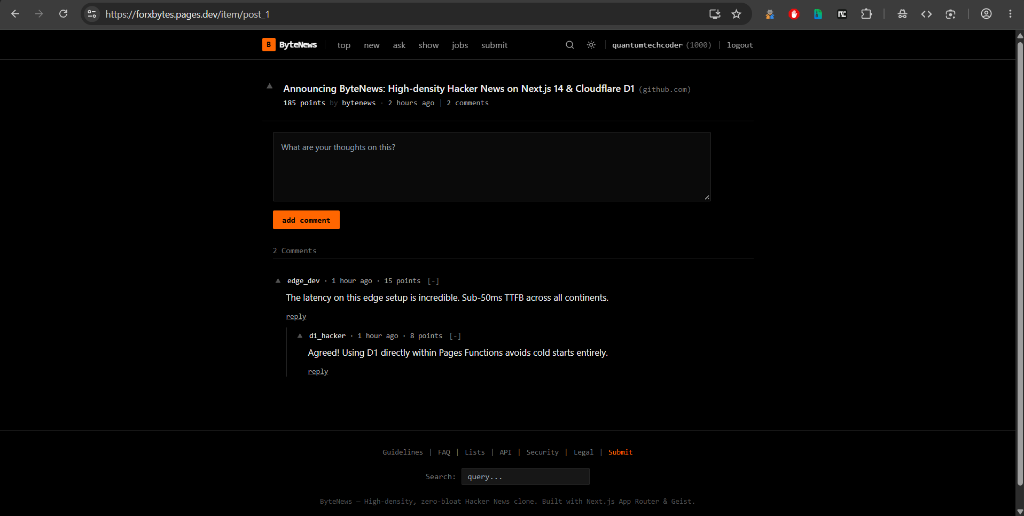 https://forxbytes.pages.dev/item/post_1
B ByteNews top new ask show jobs submit quantumtechcoder (1000) | logout
▲ Announcing ByteNews: High-density Hacker News on Next.js 14 & Cloudflare D1 (github.com)
185 points by bytenews · 2 hours ago | 2 comments
What are your thoughts on this?
add comment
2 Comments
▲ edge_dev · 1 hour ago · 15 points [-]
The latency on this edge setup is incredible. Sub-50ms TTFB across all continents.
reply
▲ d1_hacker · 1 hour ago · 8 points [-]
Agreed! Using D1 directly within Pages Functions avoids cold starts entirely.
reply
Guidelines | FAQ | Lists | API | Security | Legal | Submit
Search: query...
ByteNews — High-density, zero-bloat Hacker News clone. Built with Next.js App Router & Geist.